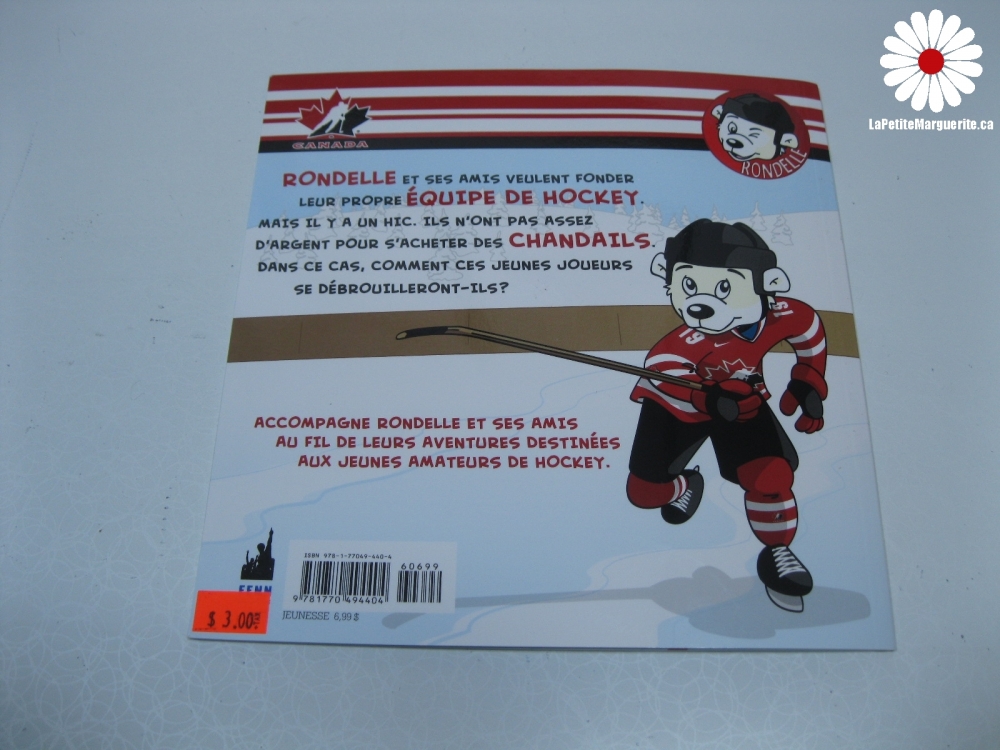 LaPetiteMarguerite.ca
CANADA
RONDELLE
RONDELLE ET SES AMIS VEULENT FONDER
LEUR PROPRE ÉQUIPE DE HOCKEY.
MAIS IL Y A UN HIC. ILS N'ONT PAS ASSEZ
D'ARGENT POUR S'ACHETER DES CHANDAILS.
DANS CE CAS, COMMENT CES JEUNES JOUEURS
SE DÉBROUILLERONT-ILS?
19
19
ACCOMPAGNE RONDELLE ET SES AMIS
AU FIL DE LEURS AVENTURES DESTINÉES
AUX JEUNES AMATEURS DE HOCKEY.
FENN
ISBN 978-1-77049-440-4
60699
9 781770 494404
$ 3.00
JEUNESSE 6,99 $